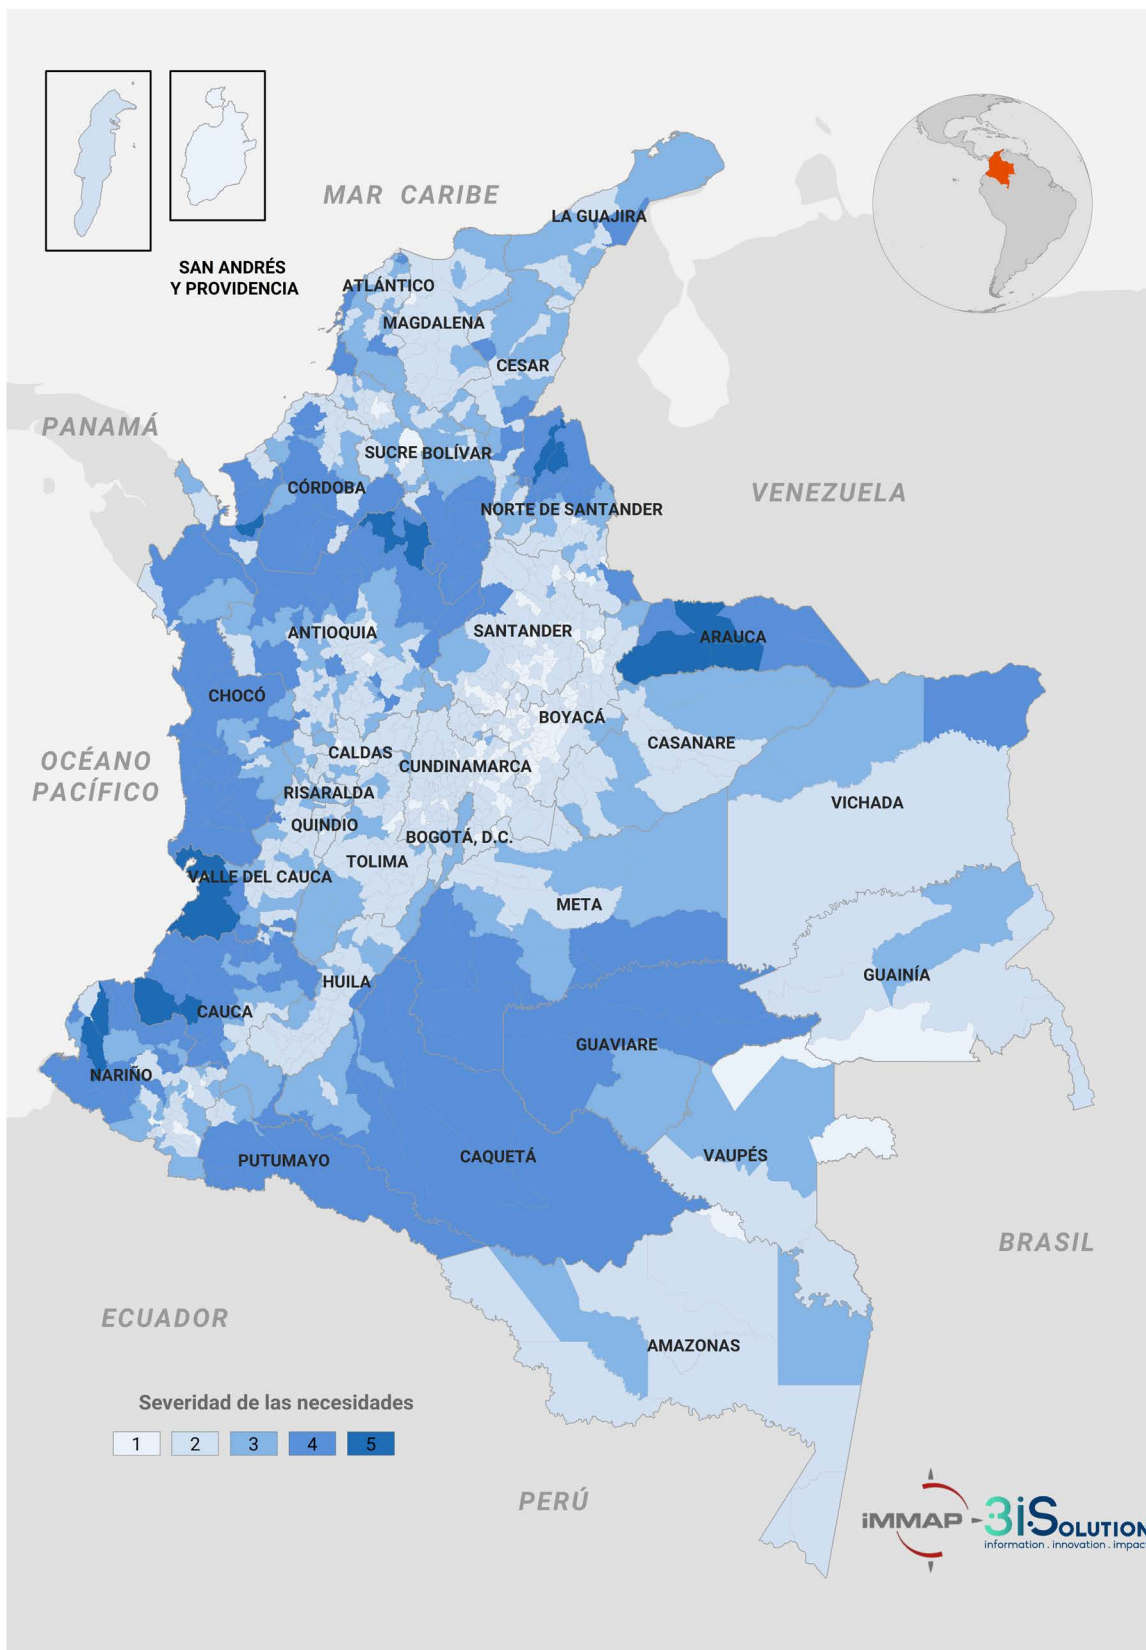 MAR CARIBE
LA GUAJIRA
SAN ANDRÉS
Y PROVIDENCIA
ATLÁNTICO
MAGDALENA
CESAR
PANAMÁ
SUCRE
BOLÍVAR
CÓRDOBA
VENEZUELA
NORTE DE SANTANDER
ANTIOQUIA
SANTANDER
ARAUCA
CHOCÓ
BOYACÁ
CASANARE
OCÉANO
PACÍFICO
CALDAS
CUNDINAMARCA
RISARALDA
VICHADA
QUINDIO
BOGOTÁ, D.C.
TOLIMA
VALLE DEL CAUCA
META
GUAINÍA
HUILA
CAUCA
GUAVIARE
NARIÑO
PUTUMAYO
CAQUETÁ
VAUPÉS
BRASIL
ECUADOR
AMAZONAS
Severidad de las necesidades
1 2 3 4 5
PERÚ
iMMAP
3iSOLUTION
information . innovation . impac